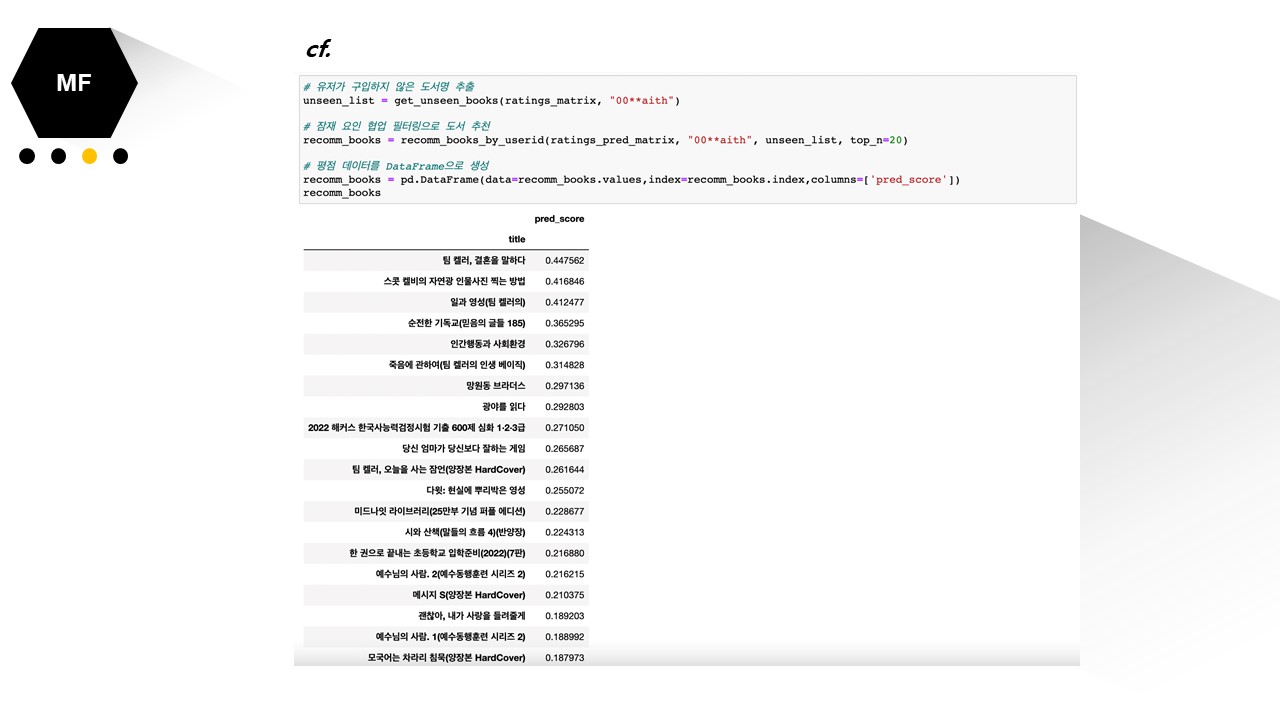 MF
cf.
# 유저가 구입하지 않은 도서명 추출
unseen_list = get_unseen_books(ratings_matrix, "00**aith")
# 잠재 요인 협업 필터링으로 도서 추천
recomm_books = recomm_books_by_userid(ratings_pred_matrix, "00**aith", unseen_list, top_n=20)
# 평점 데이터를 DataFrame으로 생성
recomm_books = pd.DataFrame(data=recomm_books.values,index=recomm_books.index,columns=['pred_score'])
recomm_books
pred_score
title
팀 켈러, 결혼을 말하다 0.447562
스콧 켈비의 자연광 인물사진 찍는 방법 0.416846
일과 영성(팀 켈러의) 0.412477
순전한 기독교(믿음의 글들 185) 0.365295
인간행동과 사회환경 0.326796
죽음에 관하여(팀 켈러의 인생 베이직) 0.314828
망원동 브라더스 0.297136
광야를 읽다 0.292803
2022 해커스 한국사능력검정시험 기출 600제 심화 1·2·3급 0.271050
당신 엄마가 당신보다 잘하는 게임 0.265687
팀 켈러, 오늘을 사는 잠언(양장본 HardCover) 0.261644
다윗: 현실에 뿌리박은 영성 0.255072
미드나잇 라이브러리(25만부 기념 퍼플 에디션) 0.228677
시와 산책(말들의 흐름 4)(반양장) 0.224313
한 권으로 끝내는 초등학교 입학준비(2022)(7판) 0.216880
예수님의 사람. 2(예수동행훈련 시리즈 2) 0.216215
메시지 S(양장본 HardCover) 0.210375
괜찮아, 내가 사랑을 들려줄게 0.189203
예수님의 사람. 1(예수동행훈련 시리즈 2) 0.188992
모국어는 차라리 침묵(양장본 HardCover) 0.187973